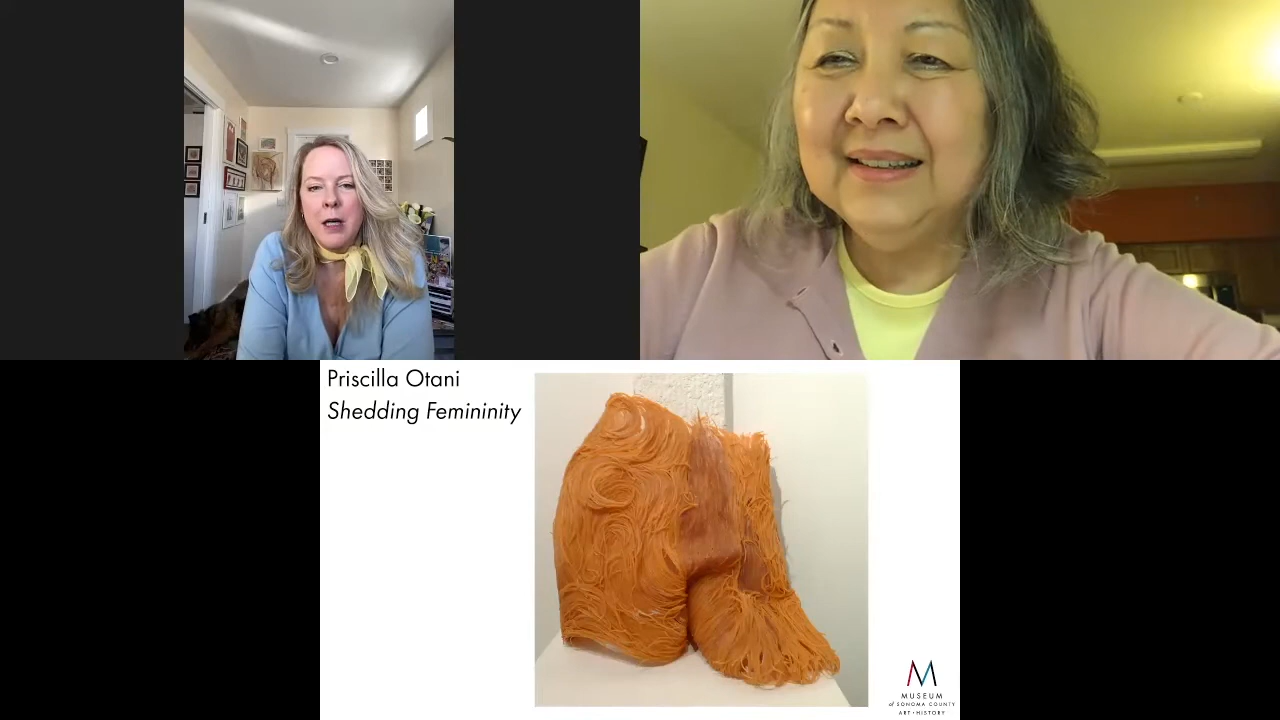 Priscilla Otani
Shedding Femininity
M
MUSEUM
of SONOMA COUNTY
ART • HISTORY